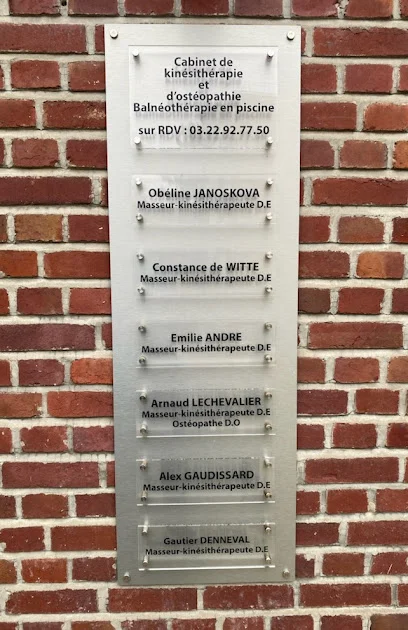 Cabinet de
kinésithérapie
et
d'ostéopathie
Balnéothérapie en piscine
sur RDV : 03.22.92.77.50
Obéline JANOSKOVA
Masseur-kinésithérapeute D.E
Constance de WITTE
Masseur-kinésithérapeute D.E
Emilie ANDRE
Masseur-kinésithérapeute D.E
Arnaud LECHEVALIER
Masseur-kinésithérapeute D.E
Ostéopathe D.O
Alex GAUDISSARD
Masseur-kinésithérapeute D.E
Gautier DENNEVAL
Masseur-kinésithérapeute D.E